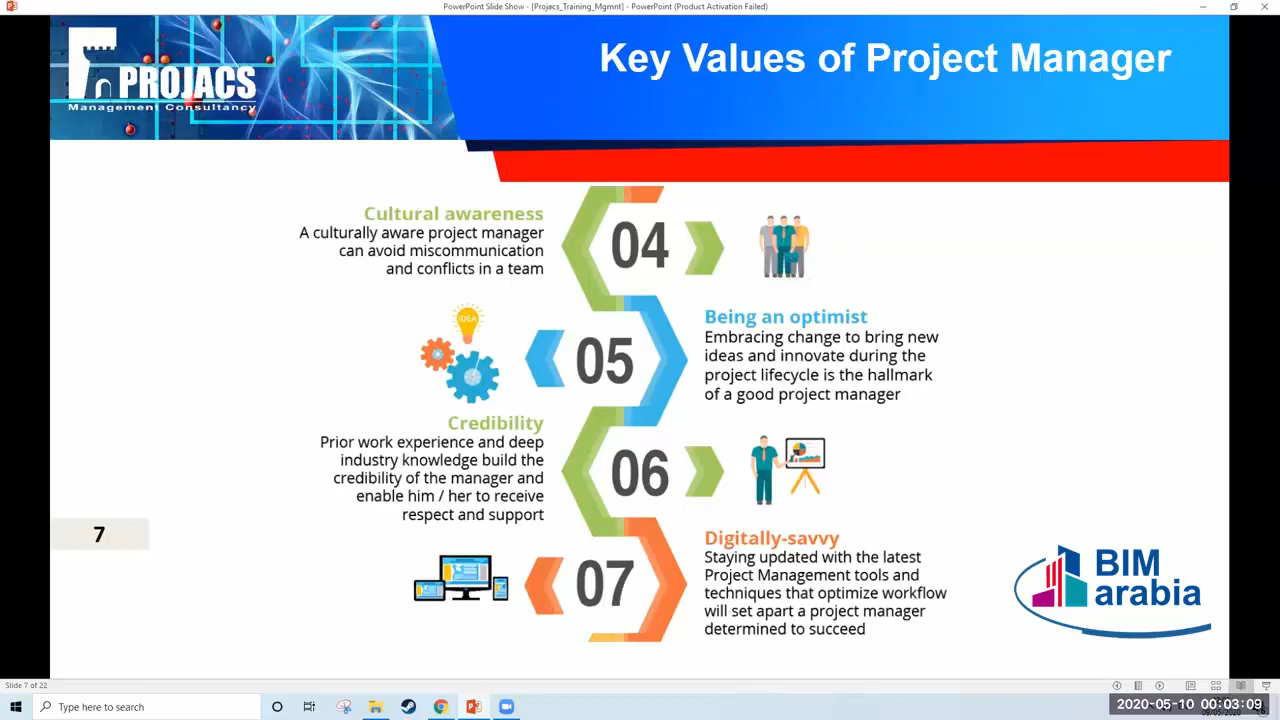 PowerPoint Slide Show - [Projacs_Training_Mgmnt] - PowerPoint (Product Activation Failed)
PROJACS
Management Consultancy
Key Values of Project Manager
Cultural awareness
A culturally aware project manager
can avoid miscommunication
and conflicts in a team
04
IDEA
05
Being an optimist
Embracing change to bring new
ideas and innovate during the
project lifecycle is the hallmark
of a good project manager
Credibility
Prior work experience and deep
industry knowledge build the
credibility of the manager and
enable him / her to receive
respect and support
06
7
07
Digitally-savvy
Staying updated with the latest
Project Management tools and
techniques that optimize workflow
will set apart a project manager
determined to succeed
BIM
arabia
Slide 7 of 22
Type here to search
2020-05-10 00:03:09